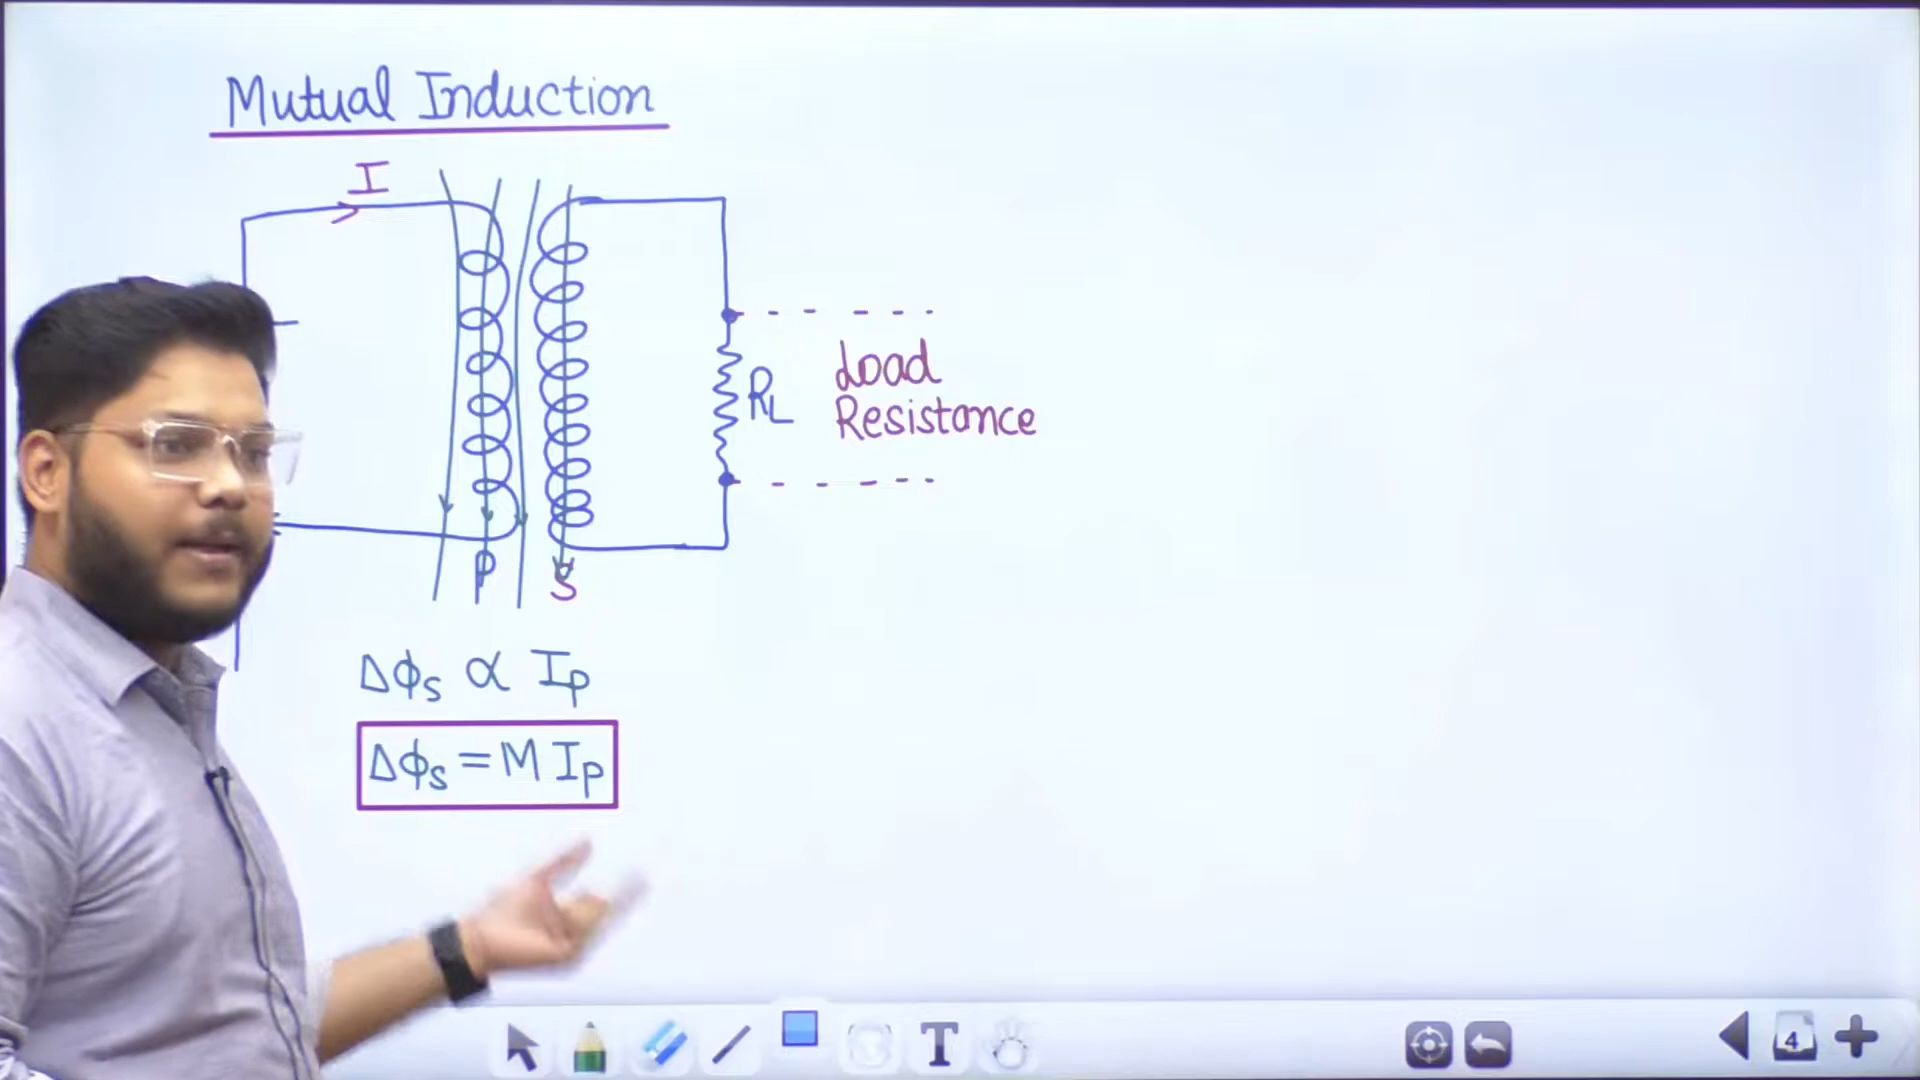 Mutual Induction
I
RL
Load
Resistance
P
S
Δϕs ∝ Ip
Δϕs = M Ip
T
4